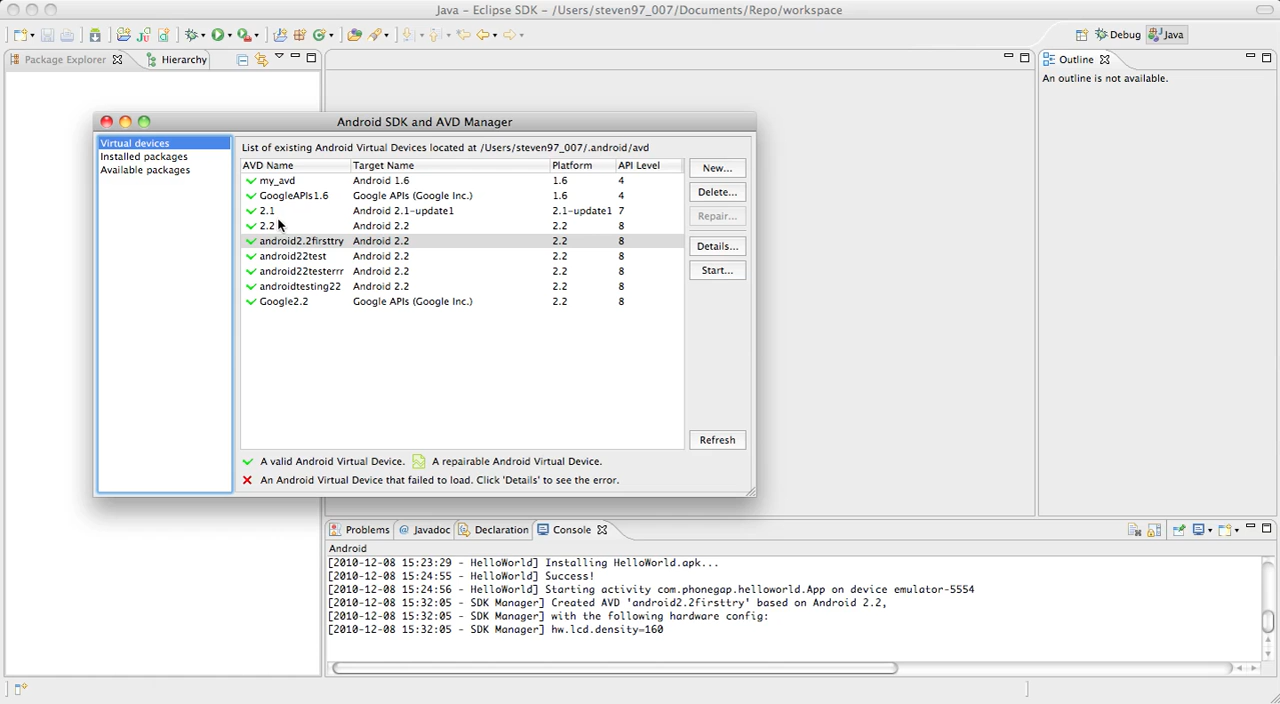 Java - Eclipse SDK - /Users/steven97_007/Documents/Repo/workspace
Debug
Java
Package Explorer
Hierarchy
Outline
An outline is not available.
Android SDK and AVD Manager
Virtual devices
Installed packages
Available packages
List of existing Android Virtual Devices located at /Users/steven97_007/.android/avd
AVD Name Target Name Platform API Level
my_avd Android 1.6 1.6 4
GoogleAPIs1.6 Google APIs (Google Inc.) 1.6 4
2.1 Android 2.1-update1 2.1-update1 7
2.2 Android 2.2 2.2 8
android2.2firsttry Android 2.2 2.2 8
android22test Android 2.2 2.2 8
android22testerrr Android 2.2 2.2 8
androidtesting22 Android 2.2 2.2 8
Google2.2 Google APIs (Google Inc.) 2.2 8
New...
Delete...
Repair...
Details...
Start...
Refresh
A valid Android Virtual Device. A repairable Android Virtual Device.
An Android Virtual Device that failed to load. Click 'Details' to see the error.
Problems
Javadoc
Declaration
Console
Android
[2010-12-08 15:23:29 - HelloWorld] Installing HelloWorld.apk...
[2010-12-08 15:24:55 - HelloWorld] Success!
[2010-12-08 15:24:56 - HelloWorld] Starting activity com.phonegap.helloworld.App on device emulator-5554
[2010-12-08 15:32:05 - SDK Manager] Created AVD 'android2.2firsttry' based on Android 2.2,
[2010-12-08 15:32:05 - SDK Manager] with the following hardware config:
[2010-12-08 15:32:05 - SDK Manager] hw.lcd.density=160